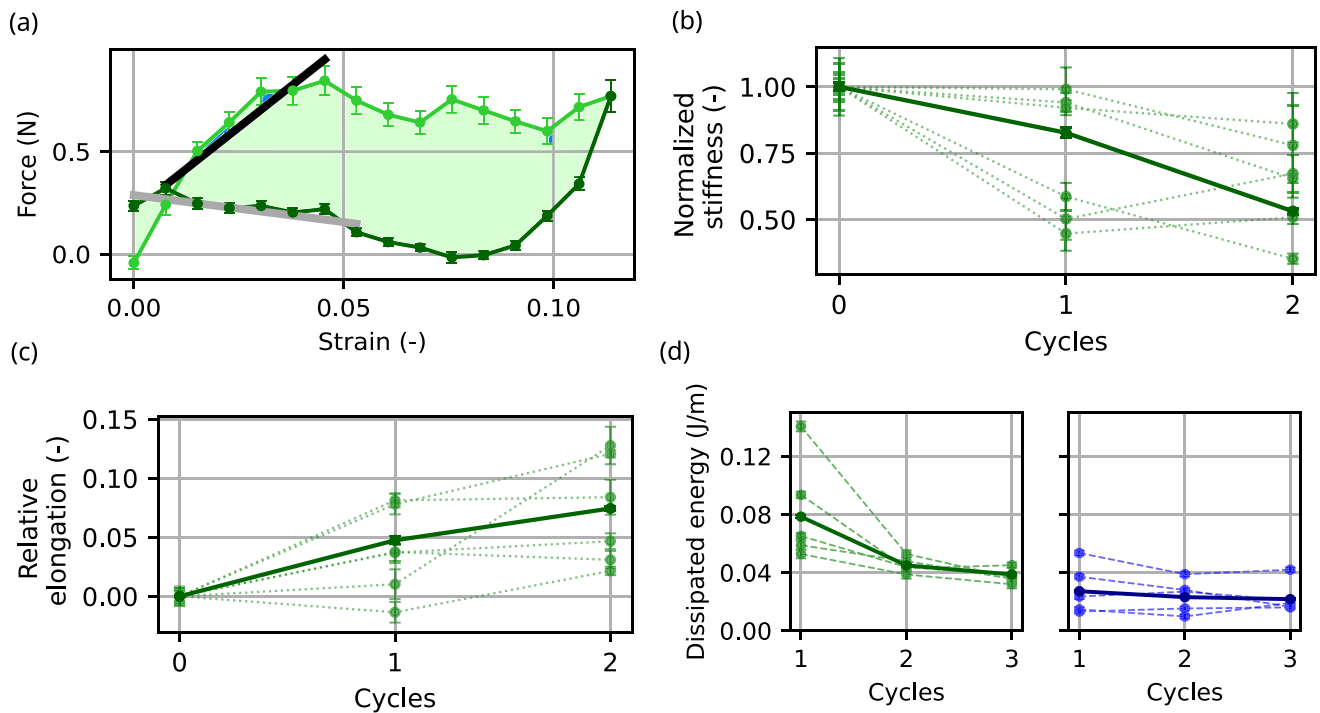 (a)
Force (N)
0.5
0.0
0.00
0.05
0.10
Strain (-)
(b)
Normalized
stiffness (-)
1.00
0.75
0.50
0
1
2
Cycles
(c)
Relative
elongation (-)
0.15
0.10
0.05
0.00
0
1
2
Cycles
(d)
Dissipated energy (J/m)
0.12
0.08
0.04
0.00
1
2
3
Cycles
1
2
3
Cycles